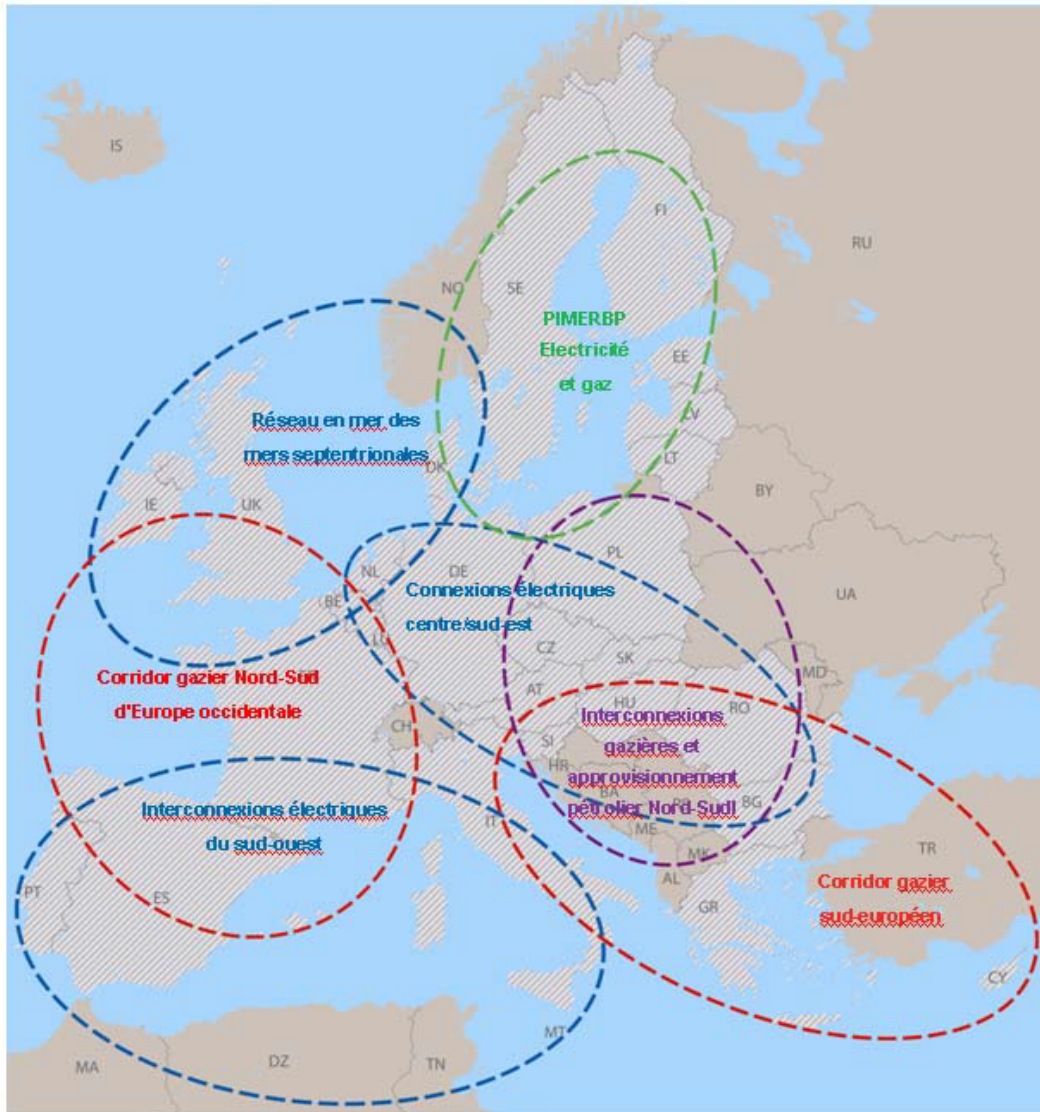 IS
FI
RU
NO
SE
PIMERBP
Electricité
et gaz
EE
LV
Réseau en mer des
mers septentrionales
DK
LT
BY
IE
UK
PL
NL
DE
Connexions électriques
centre/sud-est
BE
UA
LU
CZ
SK
MD
Corridor gazier Nord-Sud
d'Europe occidentale
AT
HU
RO
CH
Interconnexions
gazières et
approvisionnement
pétrolier Nord-Sudl
SI
HR
BA
BG
Interconnexions électriques
du sud-ouest
IT
ME
MK
TR
AL
Corridor gazier
sud-européen
PT
ES
GR
CY
MT
MA
DZ
TN